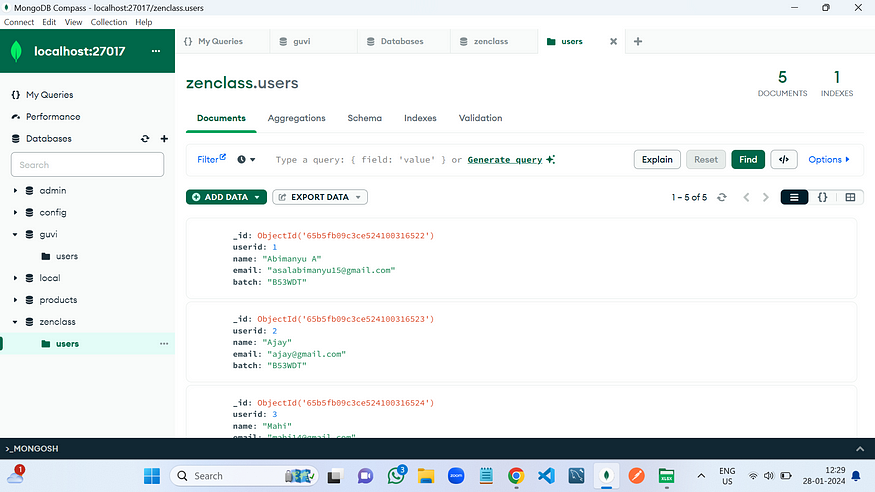 MongoDB Compass - localhost:27017/zenclass.users
Connect Edit View Collection Help
localhost:27017 ...
{} My Queries
guvi
Databases
zenclass
users
My Queries
Performance
Databases
Search
admin
config
guvi
users
local
products
zenclass
users
zenclass.users
5
DOCUMENTS
1
INDEXES
Documents Aggregations Schema Indexes Validation
Filter
Type a query: { field: 'value' } or Generate query
Explain Reset Find </> Options
ADD DATA EXPORT DATA 1 – 5 of 5 {}
_id: ObjectId('65b5fb09c3ce524100316522')
userid: 1
name: "Abimanyu A"
email: "asalabimanyu15@gmail.com"
batch: "B53WDT"
_id: ObjectId('65b5fb09c3ce524100316523')
userid: 2
name: "Ajay"
email: "ajay@gmail.com"
batch: "B53WDT"
_id: ObjectId('65b5fb09c3ce524100316524')
userid: 3
name: "Mahi"
email: "mahi14@gmail.com"
>_MONGOSH
1
Search
3
zoom
XLSX
ENG
US
12:29
28-01-2024